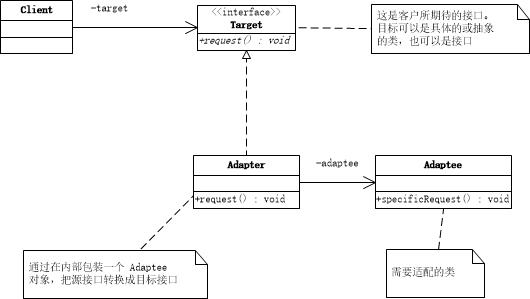 Client
-target
<<interface>>
Target
+request() : void
这是客户所期待的接口。
目标可以是具体的或抽象
的类，也可以是接口
Adapter
+request() : void
-adaptee
Adaptee
+specificRequest() : void
通过在内部包装一个 Adaptee
对象，把源接口转换成目标接口
需要适配的类